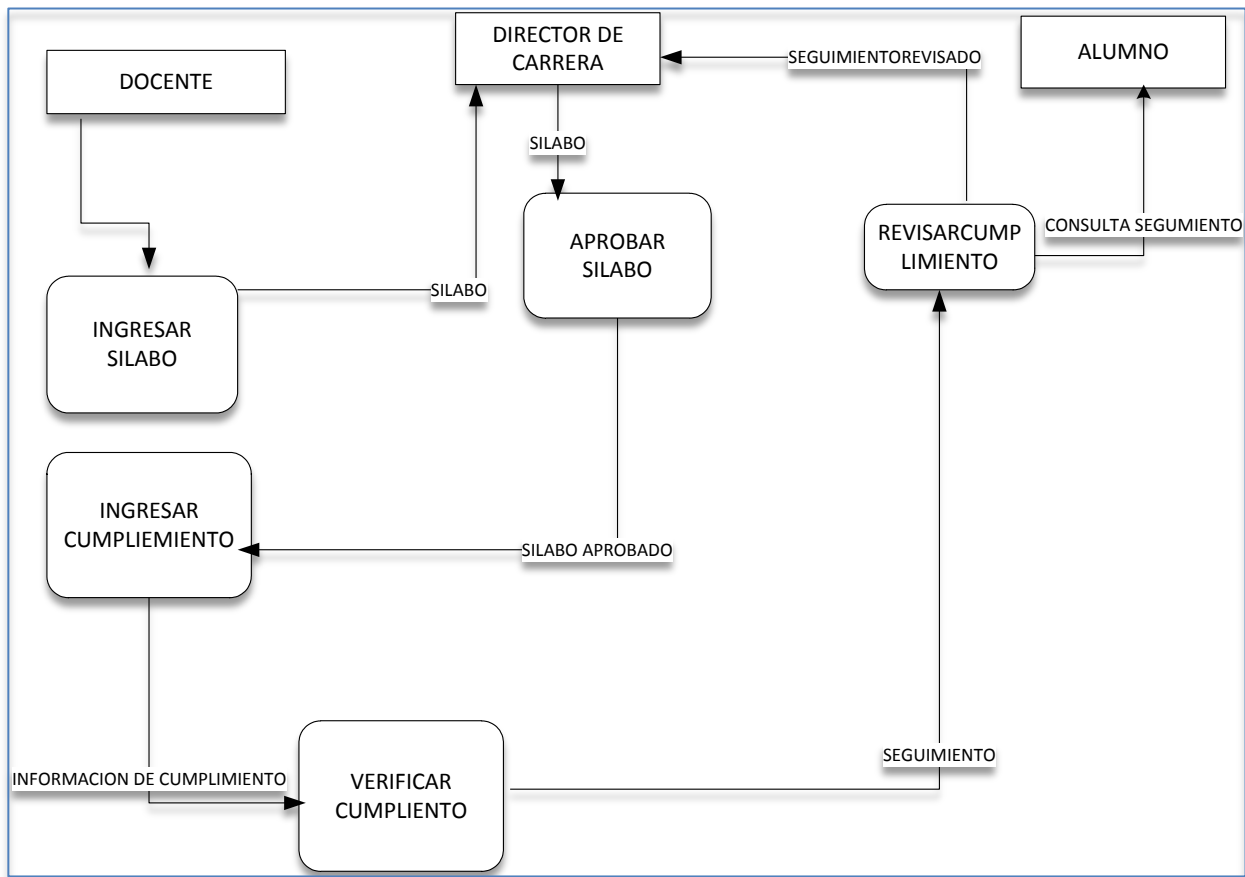 DOCENTE
DIRECTOR DE
CARRERA
SEGUIMIENTOREVISADO
ALUMNO
SILABO
APROBAR
SILABO
REVISARCUMP
LIMIENTO
CONSULTA SEGUMIENTO
INGRESAR
SILABO
SILABO
INGRESAR
CUMPLIEMIENTO
SILABO APROBADO
INFORMACION DE CUMPLIMIENTO
VERIFICAR
CUMPLIENTO
SEGUIMIENTO